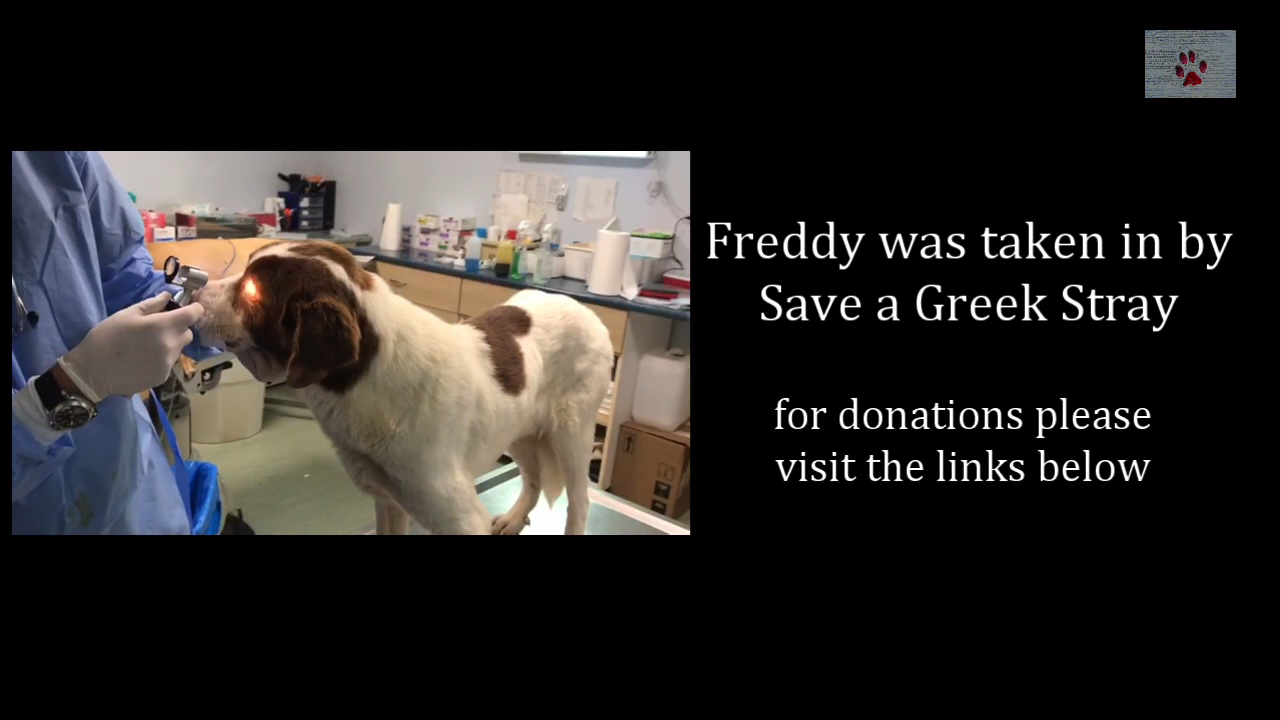 Freddy was taken in by
Save a Greek Stray
for donations please
visit the links below